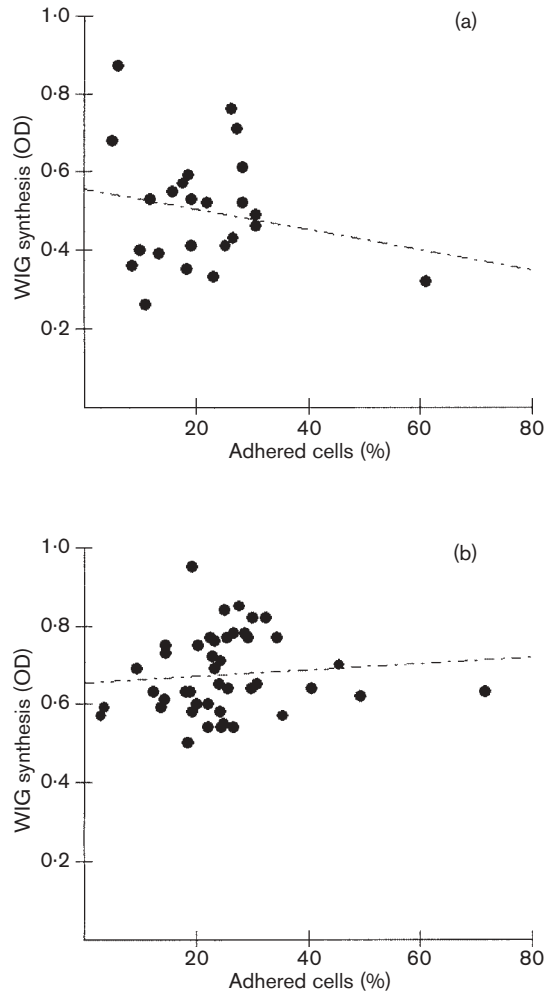 (a)
1·0
0·8
0·6
0·4
0·2
WIG synthesis (OD)
20 40 60 80
Adhered cells (%)
(b)
1·0
0·8
0·6
0·4
0·2
WIG synthesis (OD)
20 40 60 80
Adhered cells (%)